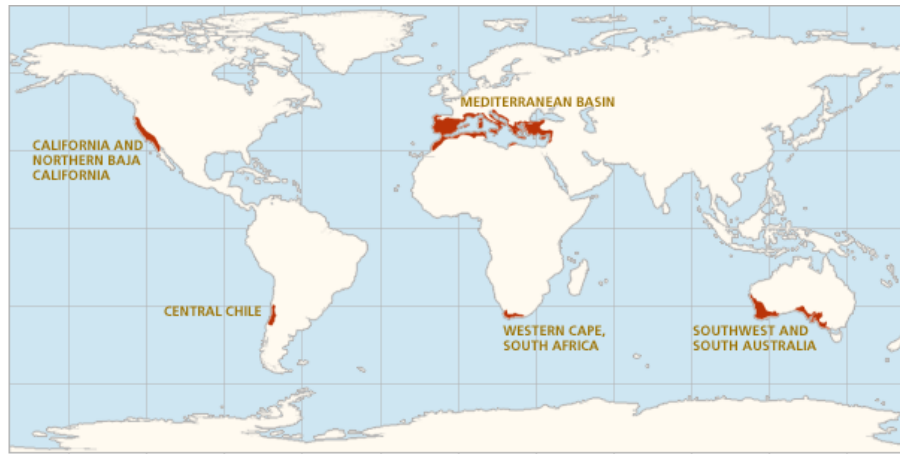 MEDITERRANEAN BASIN
CALIFORNIA AND
NORTHERN BAJA
CALIFORNIA
CENTRAL CHILE
WESTERN CAPE,
SOUTH AFRICA
SOUTHWEST AND
SOUTH AUSTRALIA